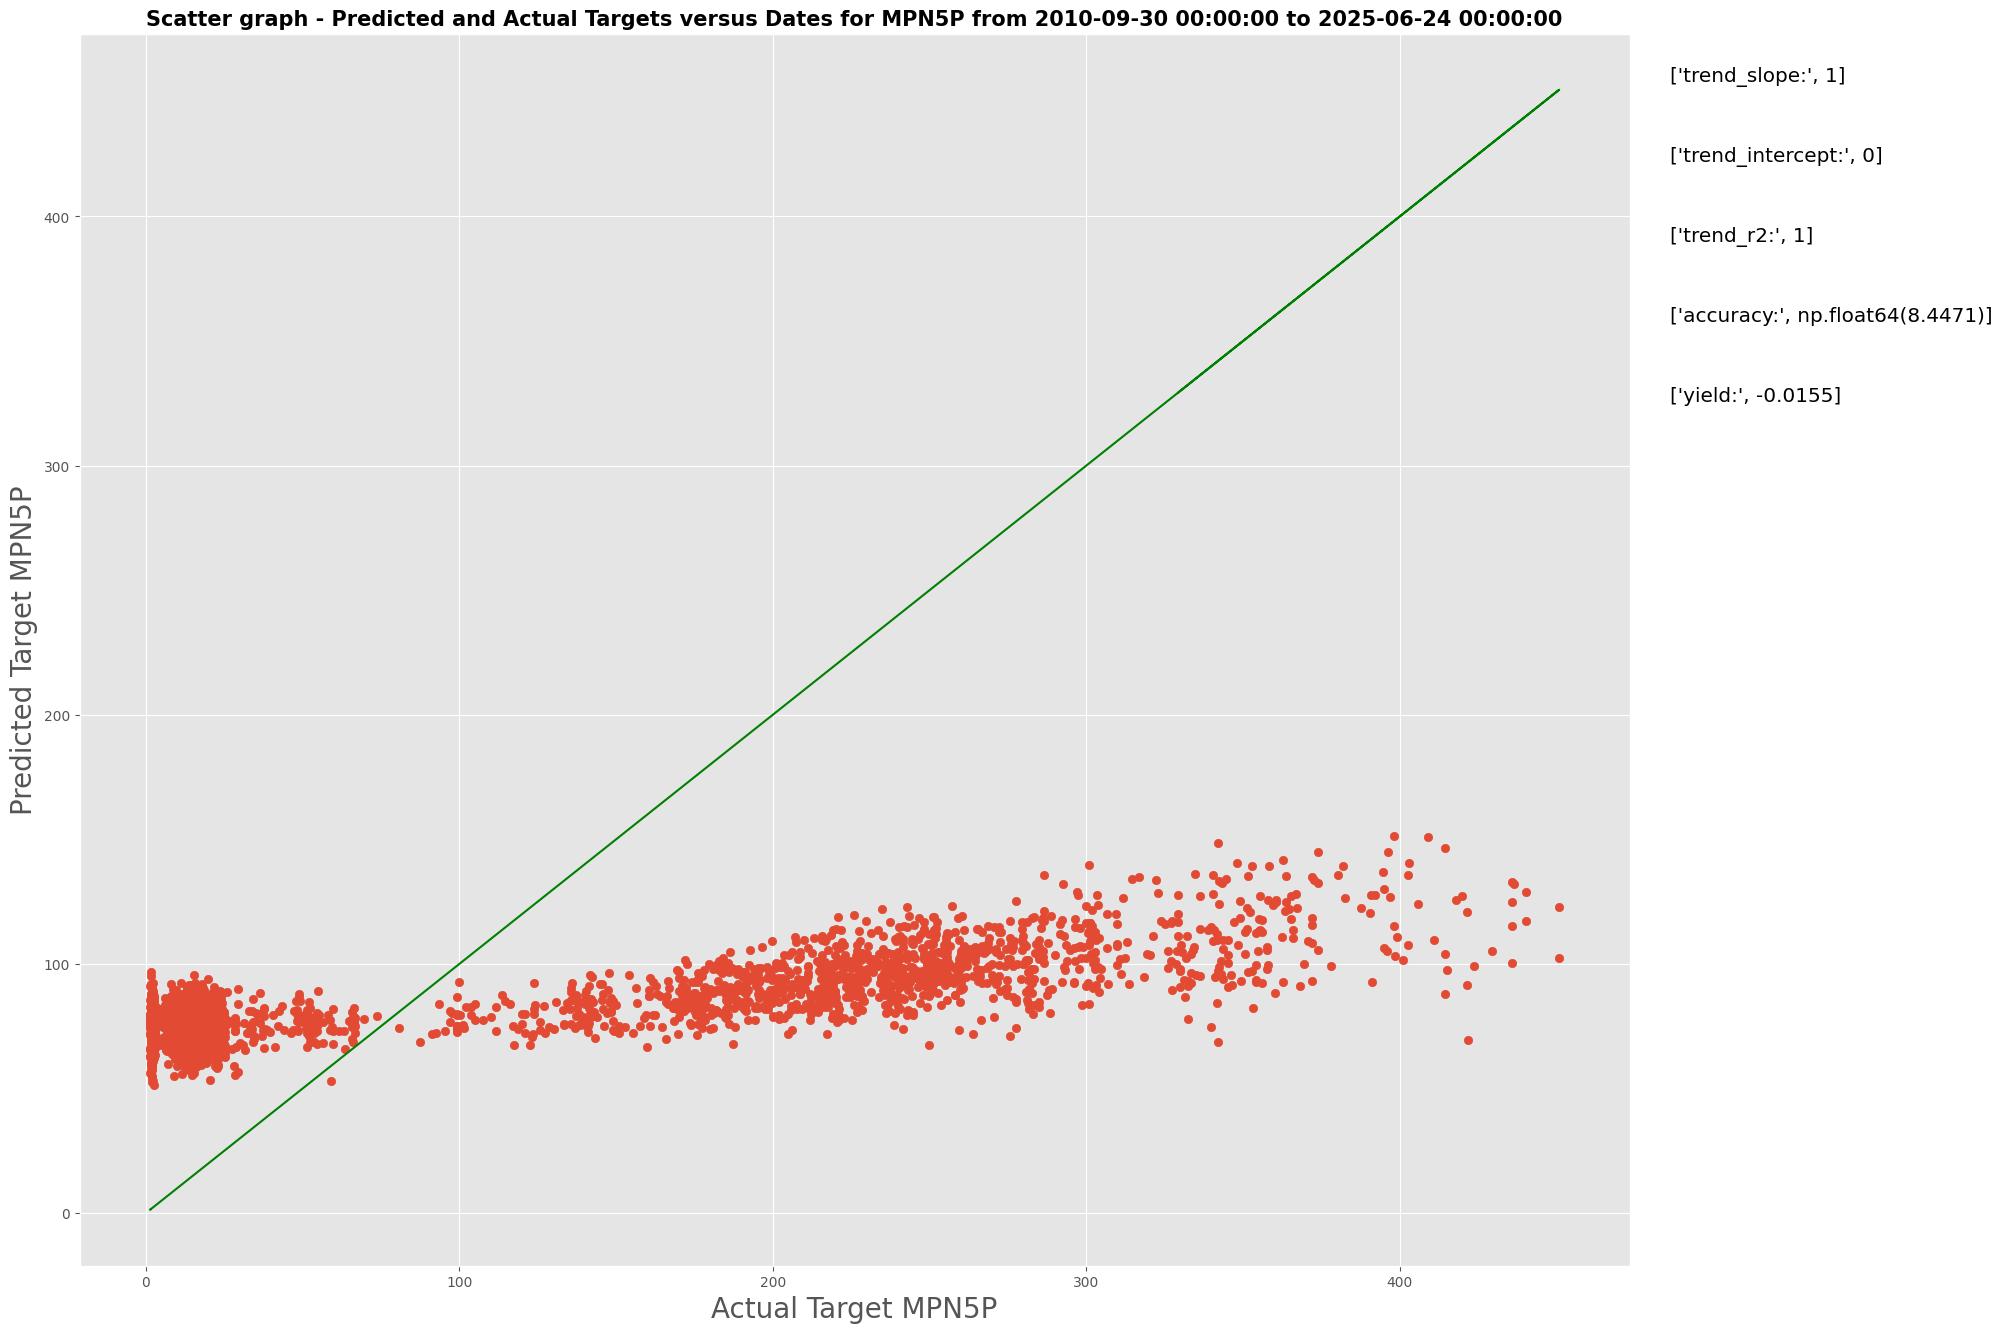 Scatter graph - Predicted and Actual Targets versus Dates for MPN5P from 2010-09-30 00:00:00 to 2025-06-24 00:00:00
['trend_slope:', 1]
['trend_intercept:', 0]
['trend_r2:', 1]
['accuracy:', np.float64(8.4471)]
['yield:', -0.0155]
Predicted Target MPN5P
400
300
200
100
0
0 100 200 300 400
Actual Target MPN5P